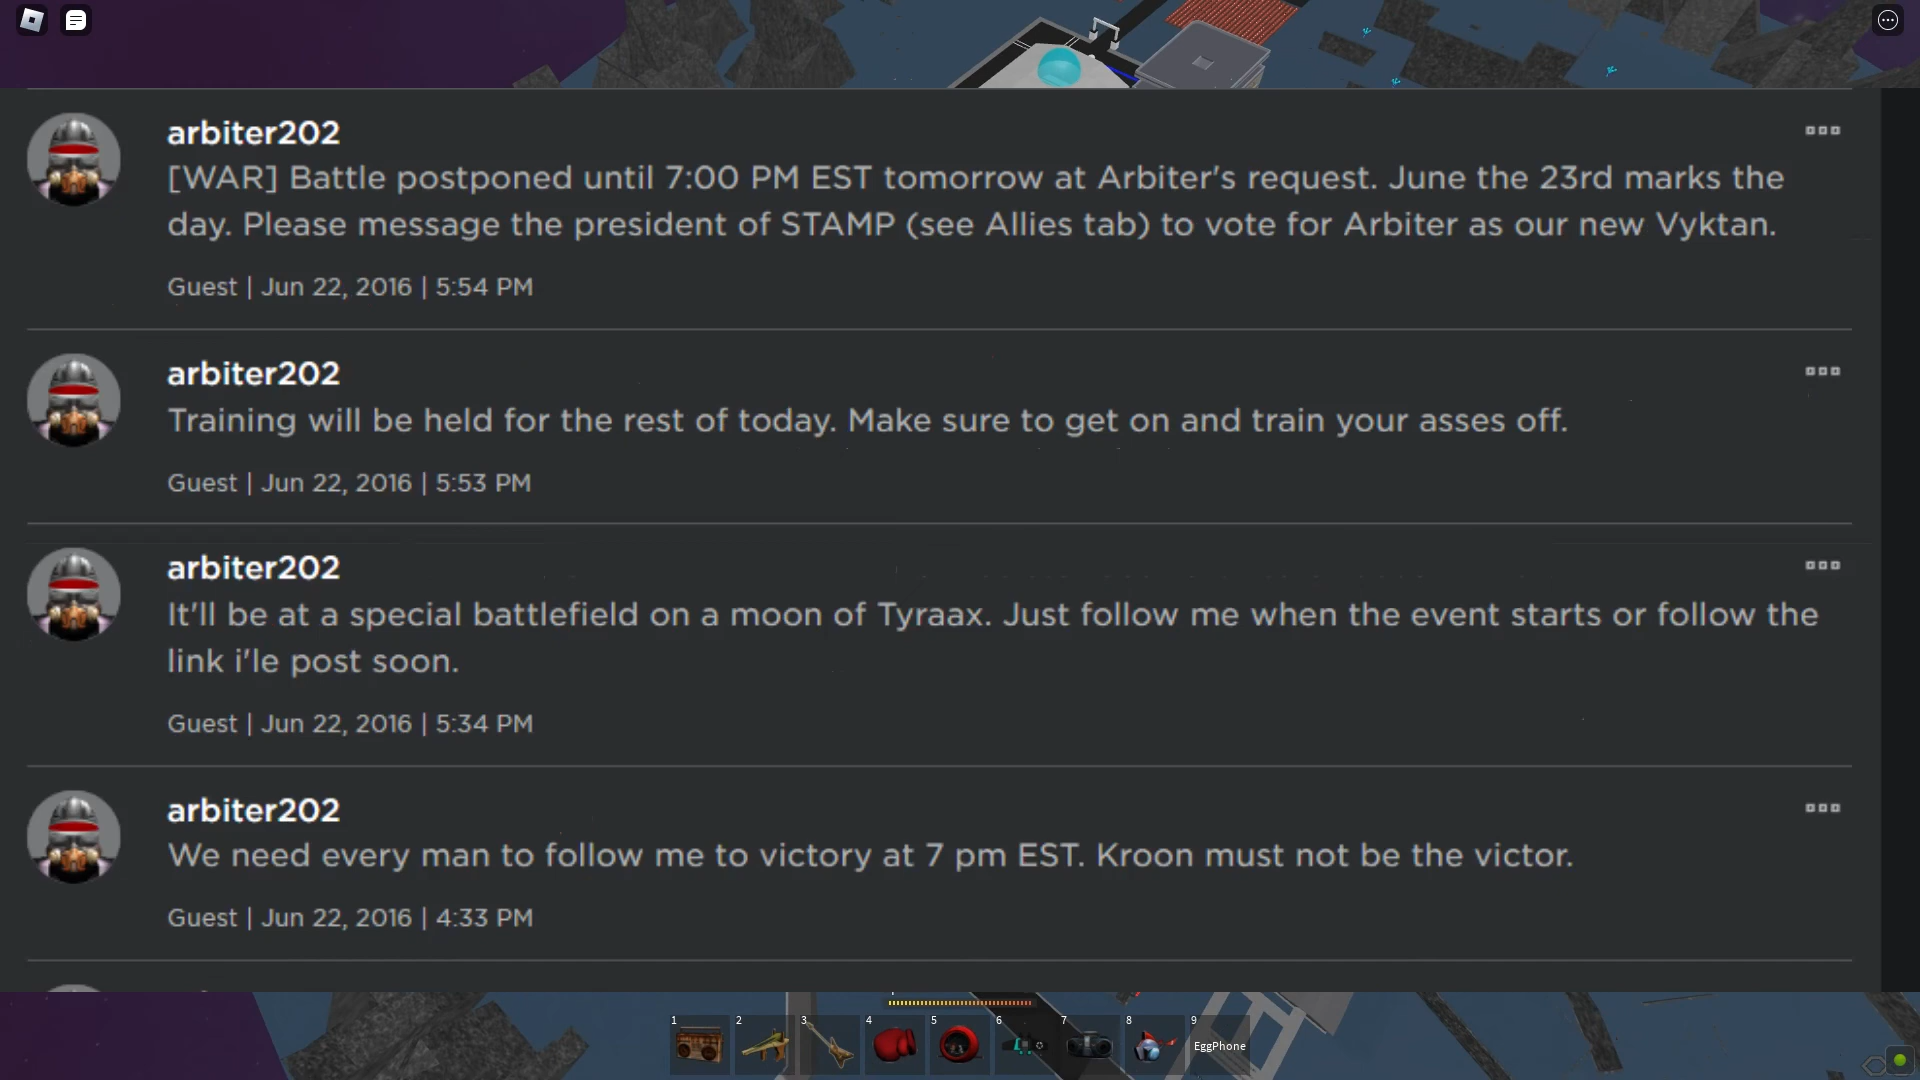 arbiter202
[WAR] Battle postponed until 7:00 PM EST tomorrow at Arbiter's request. June the 23rd marks the
day. Please message the president of STAMP (see Allies tab) to vote for Arbiter as our new Vyktan.
Guest | Jun 22, 2016 | 5:54 PM
arbiter202
Training will be held for the rest of today. Make sure to get on and train your asses off.
Guest | Jun 22, 2016 | 5:53 PM
arbiter202
It'll be at a special battlefield on a moon of Tyraax. Just follow me when the event starts or follow the
link i'le post soon.
Guest | Jun 22, 2016 | 5:34 PM
arbiter202
We need every man to follow me to victory at 7 pm EST. Kroon must not be the victor.
Guest | Jun 22, 2016 | 4:33 PM
1 2 3 4 5 6 7 8 9
EggPhone